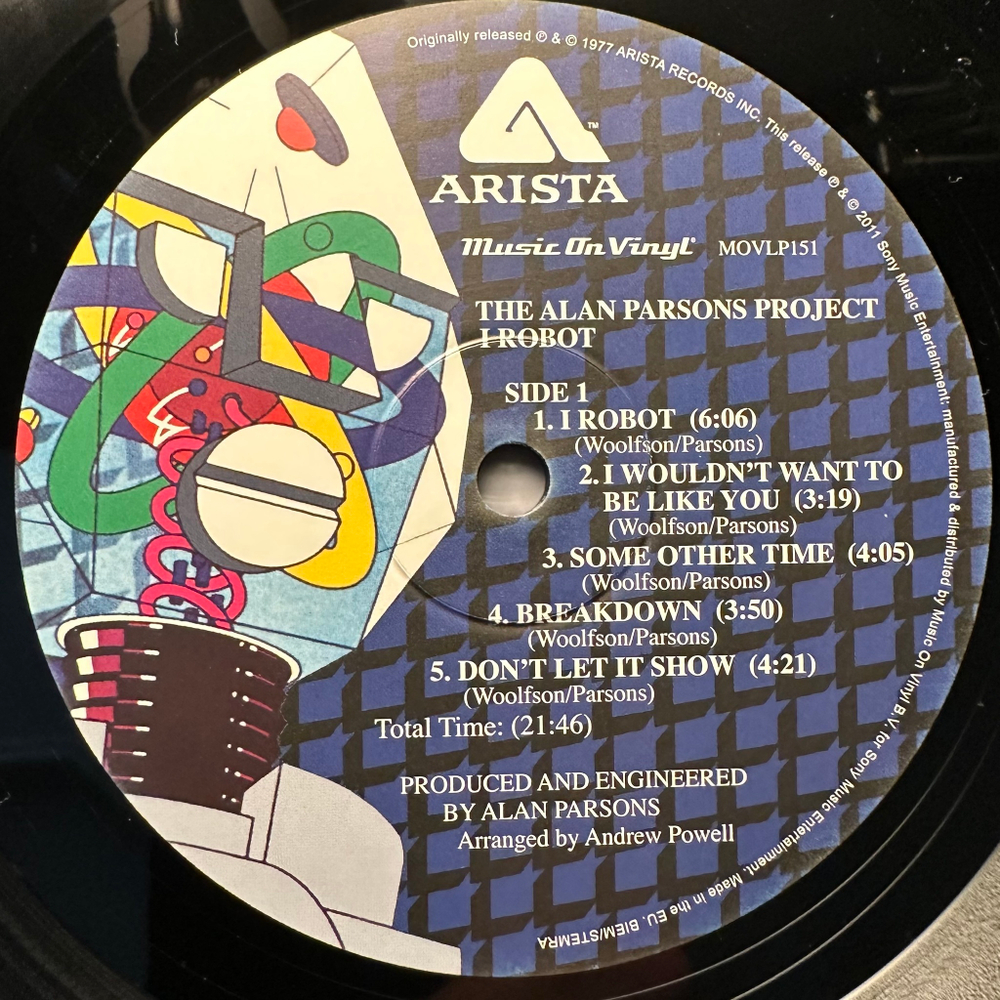 Originally released ℗ & © 1977 ARISTA RECORDS INC. This release ℗ & © 2011 Sony Music Entertainment: manufactured & distributed by Music On Vinyl B.V. for Sony Music Entertainment. Made in the EU. BIEM/STEMRA
™
ARISTA
Music On Vinyl® MOVLP151
THE ALAN PARSONS PROJECT
I ROBOT
SIDE 1
1. I ROBOT (6:06)
(Woolfson/Parsons)
2. I WOULDN'T WANT TO
BE LIKE YOU (3:19)
(Woolfson/Parsons)
3. SOME OTHER TIME (4:05)
(Woolfson/Parsons)
4. BREAKDOWN (3:50)
(Woolfson/Parsons)
5. DON'T LET IT SHOW (4:21)
(Woolfson/Parsons)
Total Time: (21:46)
PRODUCED AND ENGINEERED
BY ALAN PARSONS
Arranged by Andrew Powell